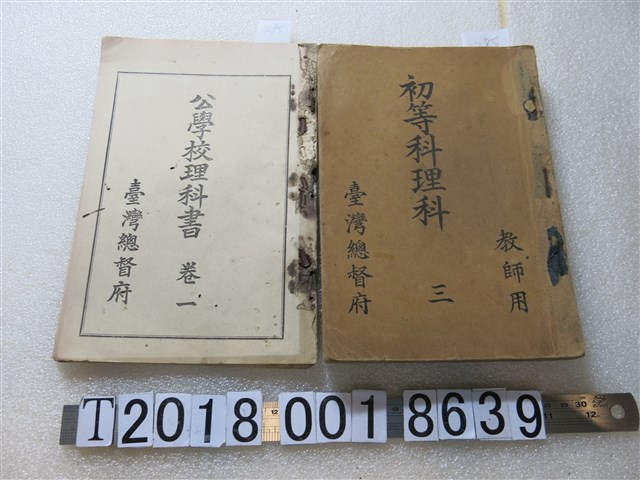 公學校理科書 卷一
臺灣總督府
教師用
初等科理科 三
臺灣總督府
T2018 001 8639